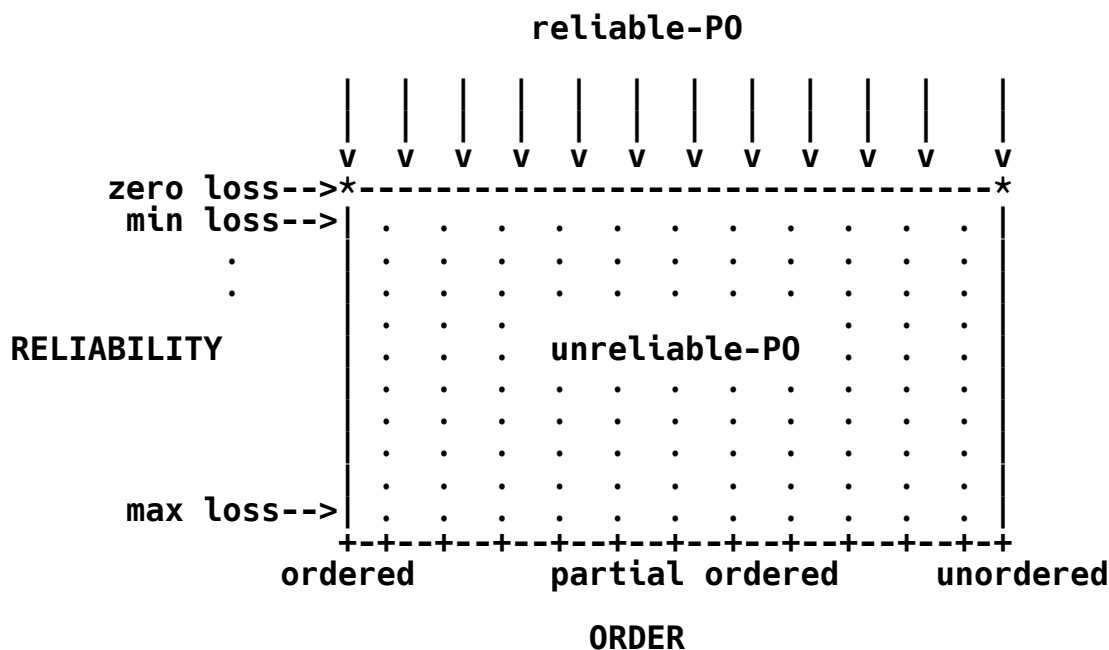 reliable-PO
| | | | | | | | | | | |
| | | | | | | | | | | |
v v v v v v v v v v v v
zero loss-->*---------------------------------*
min loss-->| . . . . . . . . . . . |
. | . . . . . . . . . . . |
. | . . . . . . . . . . . |
| . . . . . . |
RELIABILITY | . . . unreliable-PO . . . |
| . . . . . . . . . . . |
| . . . . . . . . . . . |
| . . . . . . . . . . . |
| . . . . . . . . . . . |
max loss-->| . . . . . . . . . . . |
+-+--+--+--+--+--+--+--+--+--+--+-+
ordered partial ordered unordered
ORDER